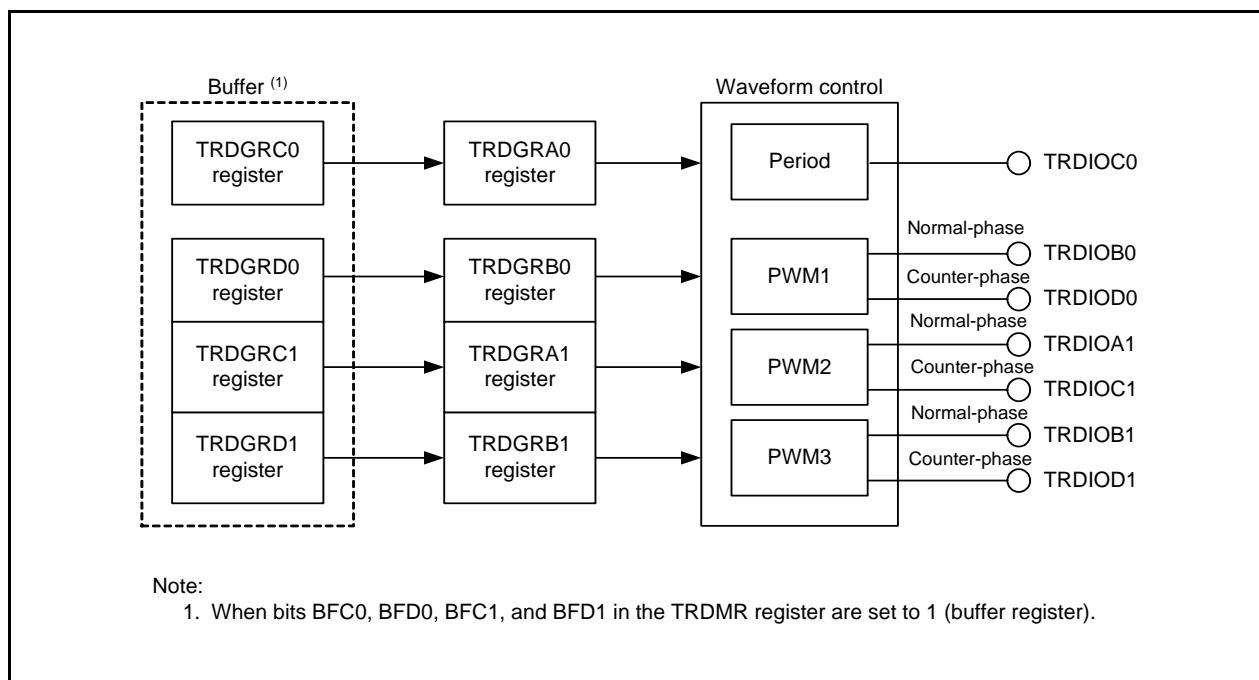 Buffer (1)
Waveform control
TRDGRC0
register
TRDGRA0
register
Period
TRDIOC0
TRDGRD0
register
TRDGRB0
register
PWM1
Normal-phase
TRDIOB0
Counter-phase
TRDIOD0
TRDGRC1
register
TRDGRA1
register
PWM2
Normal-phase
TRDIOA1
Counter-phase
TRDIOC1
TRDGRD1
register
TRDGRB1
register
PWM3
Normal-phase
TRDIOB1
Counter-phase
TRDIOD1
Note:
1. When bits BFC0, BFD0, BFC1, and BFD1 in the TRDMR register are set to 1 (buffer register).